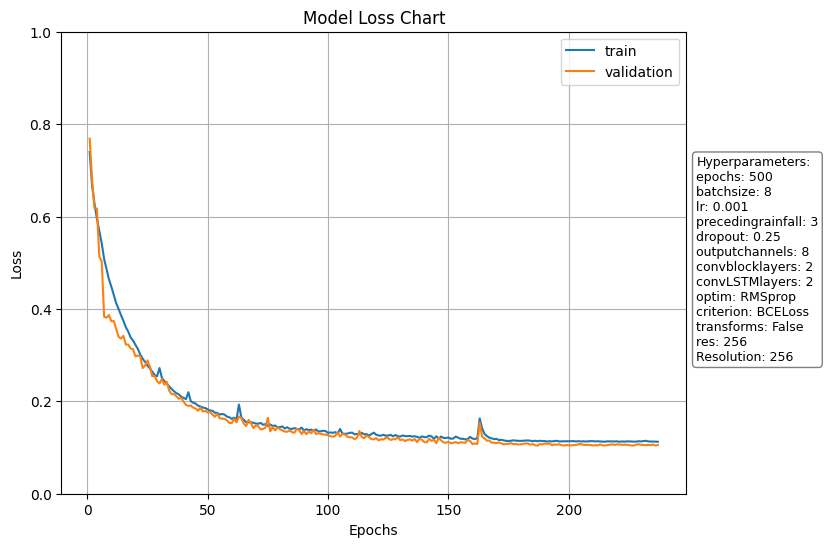 Model Loss Chart
1.0
0.8
0.6
0.4
0.2
0.0
Loss
0
50
100
150
200
Epochs
train
validation
Hyperparameters:
epochs: 500
batchsize: 8
lr: 0.001
precedingrainfall: 3
dropout: 0.25
outputchannels: 8
convblocklayers: 2
convLSTMlayers: 2
optim: RMSprop
criterion: BCELoss
transforms: False
res: 256
Resolution: 256